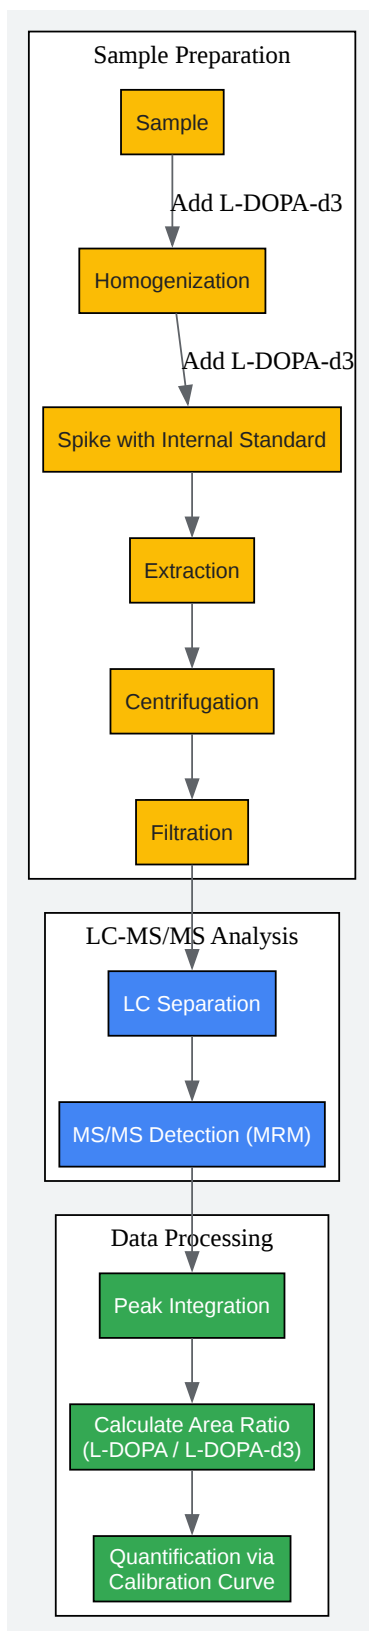 Sample Preparation
Sample
Add L-DOPA-d3
Homogenization
Add L-DOPA-d3
Spike with Internal Standard
Extraction
Centrifugation
Filtration
LC-MS/MS Analysis
LC Separation
MS/MS Detection (MRM)
Data Processing
Peak Integration
Calculate Area Ratio
(L-DOPA / L-DOPA-d3)
Quantification via
Calibration Curve